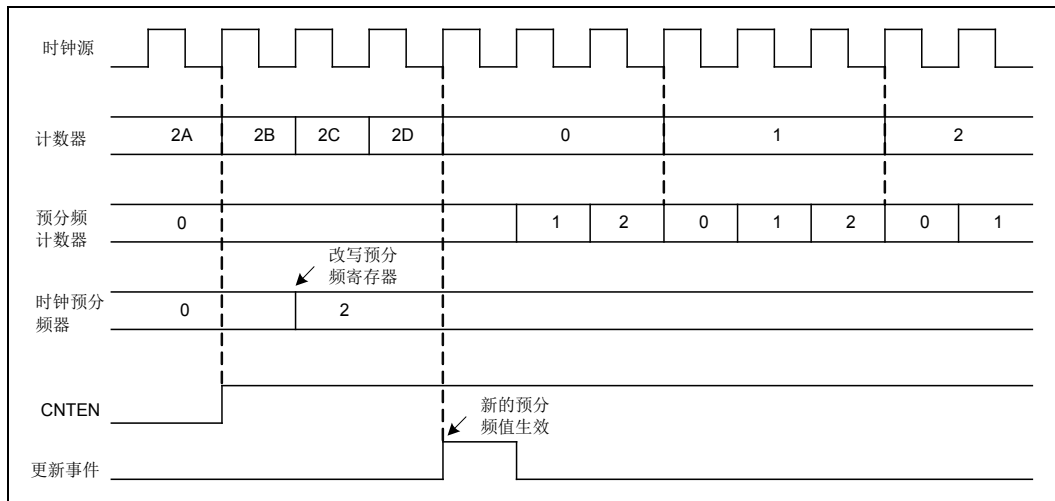 时钟源
计数器
2A 2B 2C 2D 0 1 2
预分频
计数器
0 1 2 0 1 2 0 1
改写预分
频寄存器
时钟预分
频器
0 2
CNTEN
新的预分
频值生效
更新事件